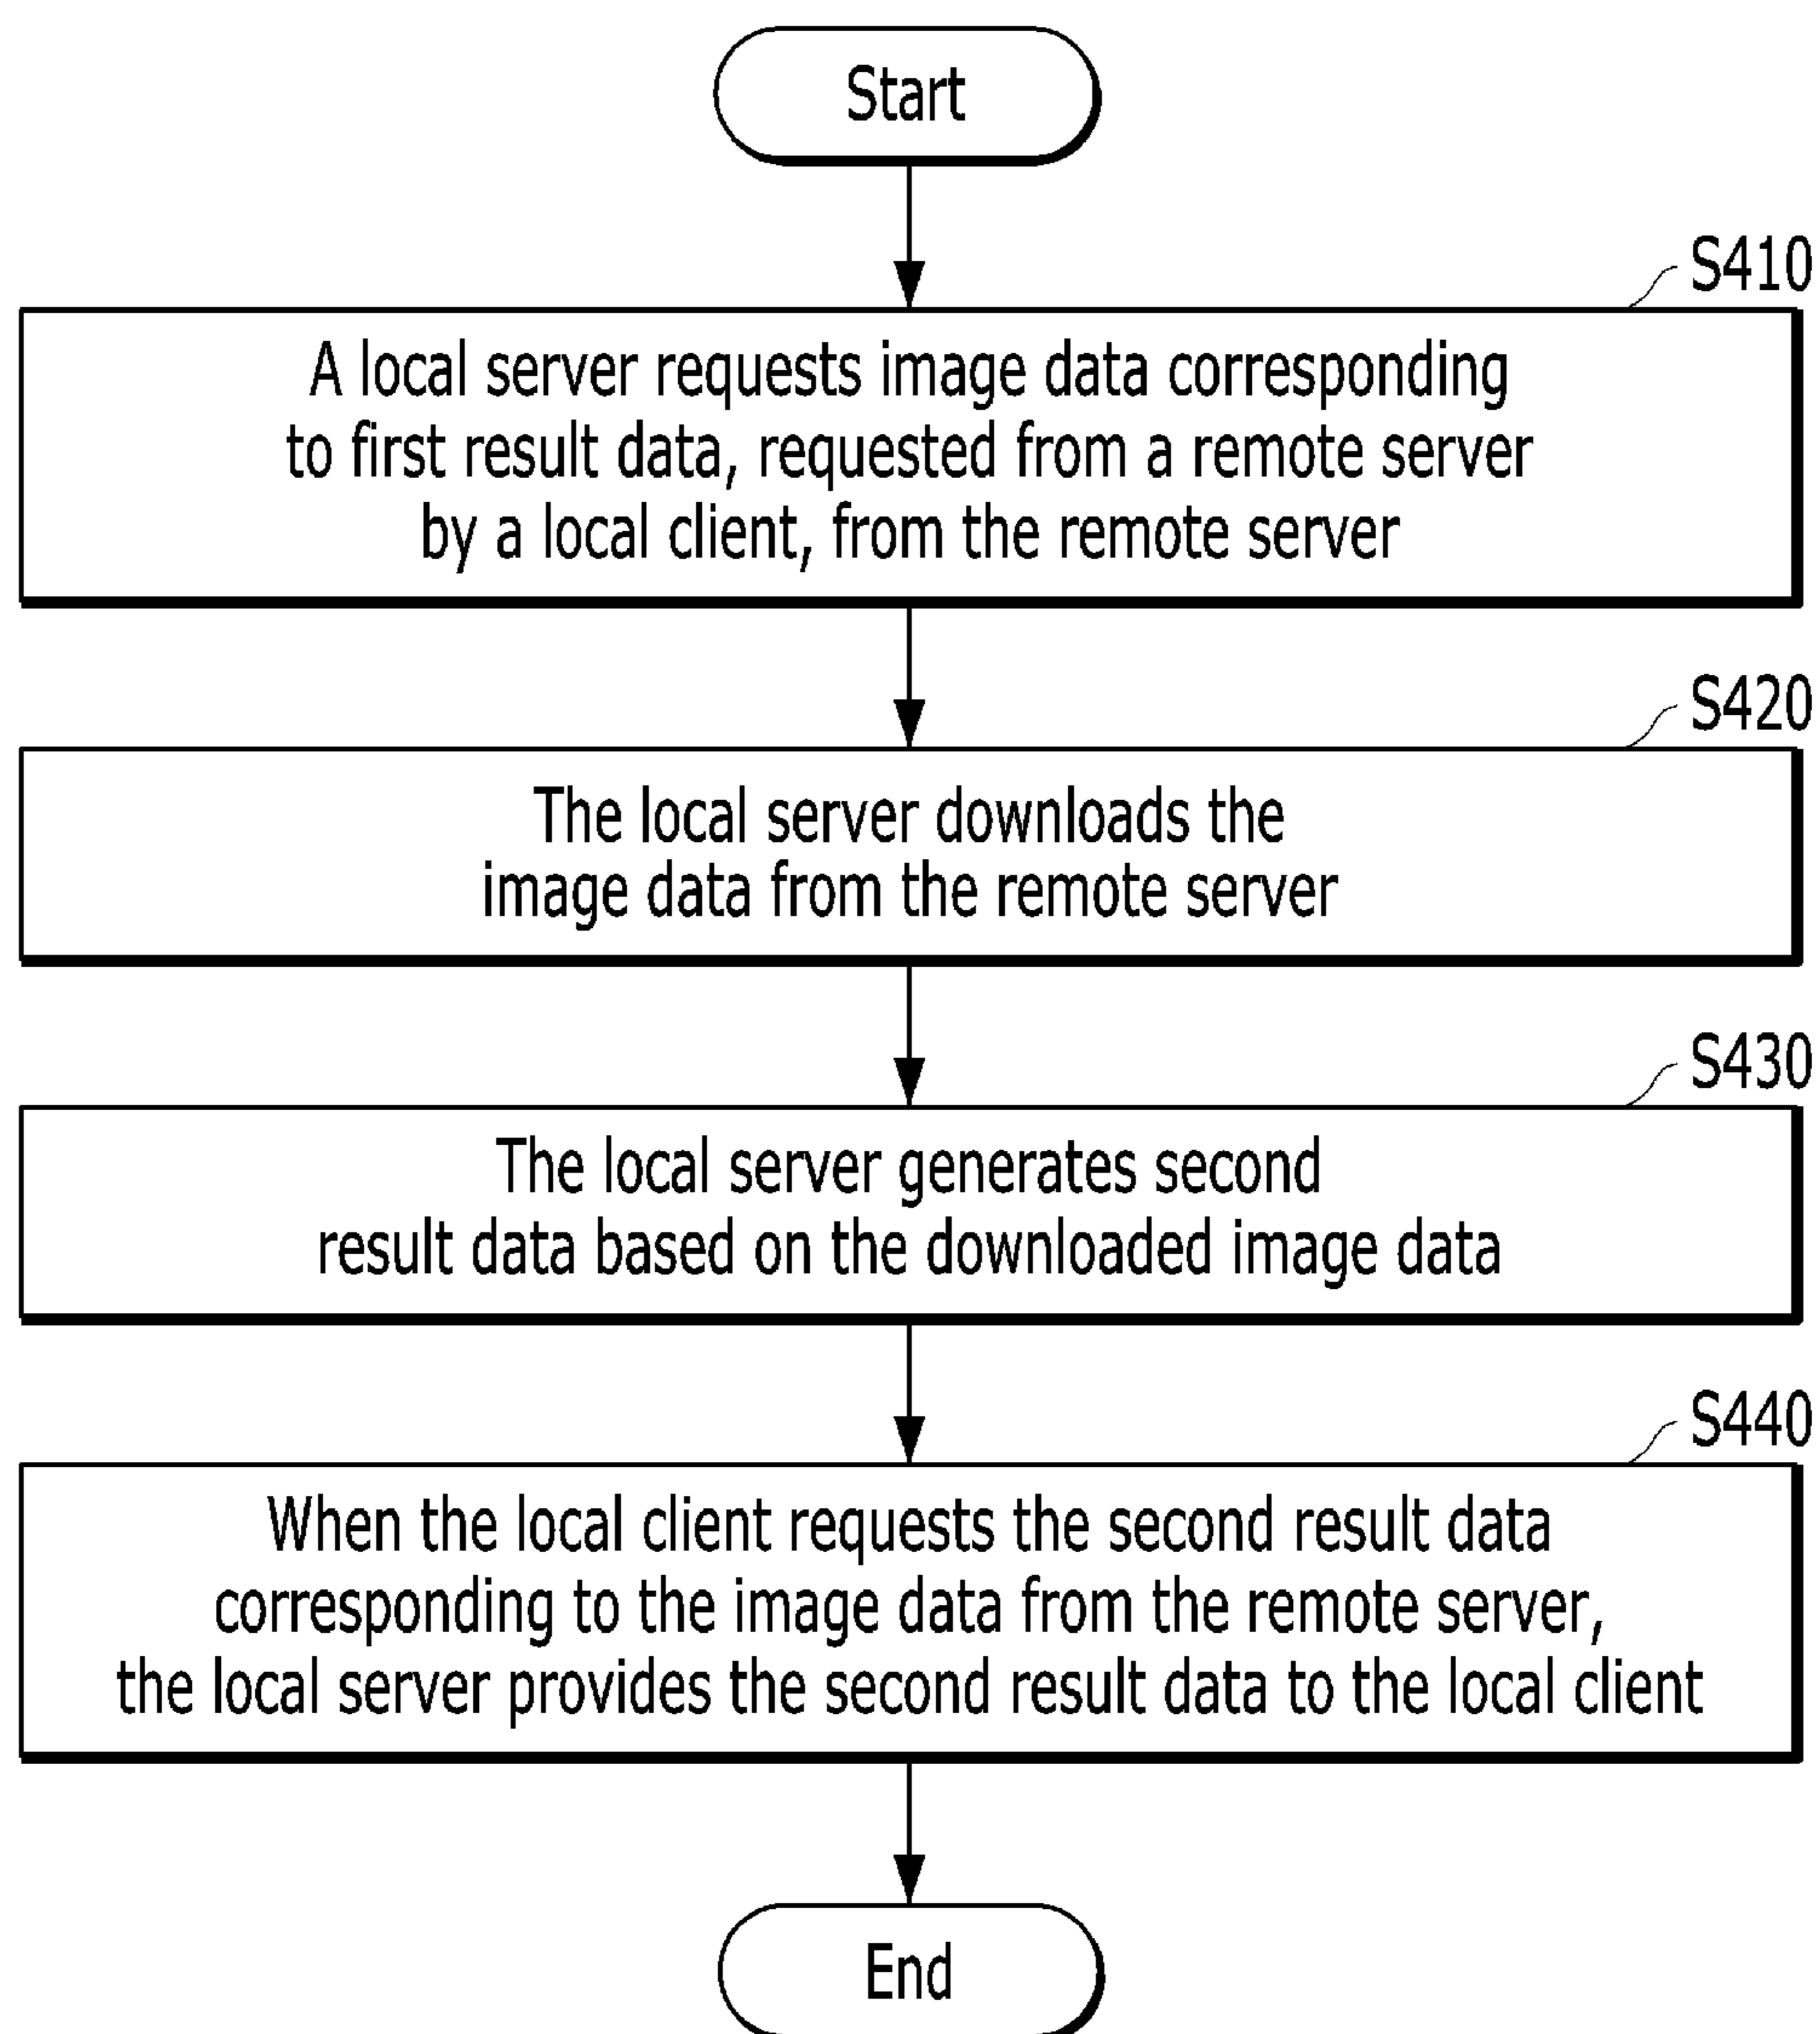 Start
S410
A local server requests image data corresponding
to first result data, requested from a remote server
by a local client, from the remote server
S420
The local server downloads the
image data from the remote server
S430
The local server generates second
result data based on the downloaded image data
S440
When the local client requests the second result data
corresponding to the image data from the remote server,
the local server provides the second result data to the local client
End